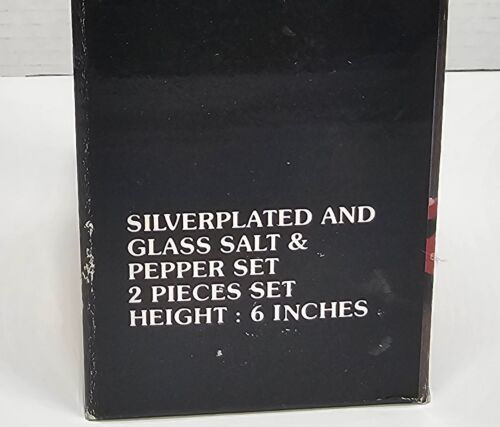 SILVERPLATED AND
GLASS SALT &
PEPPER SET
2 PIECES SET
HEIGHT : 6 INCHES